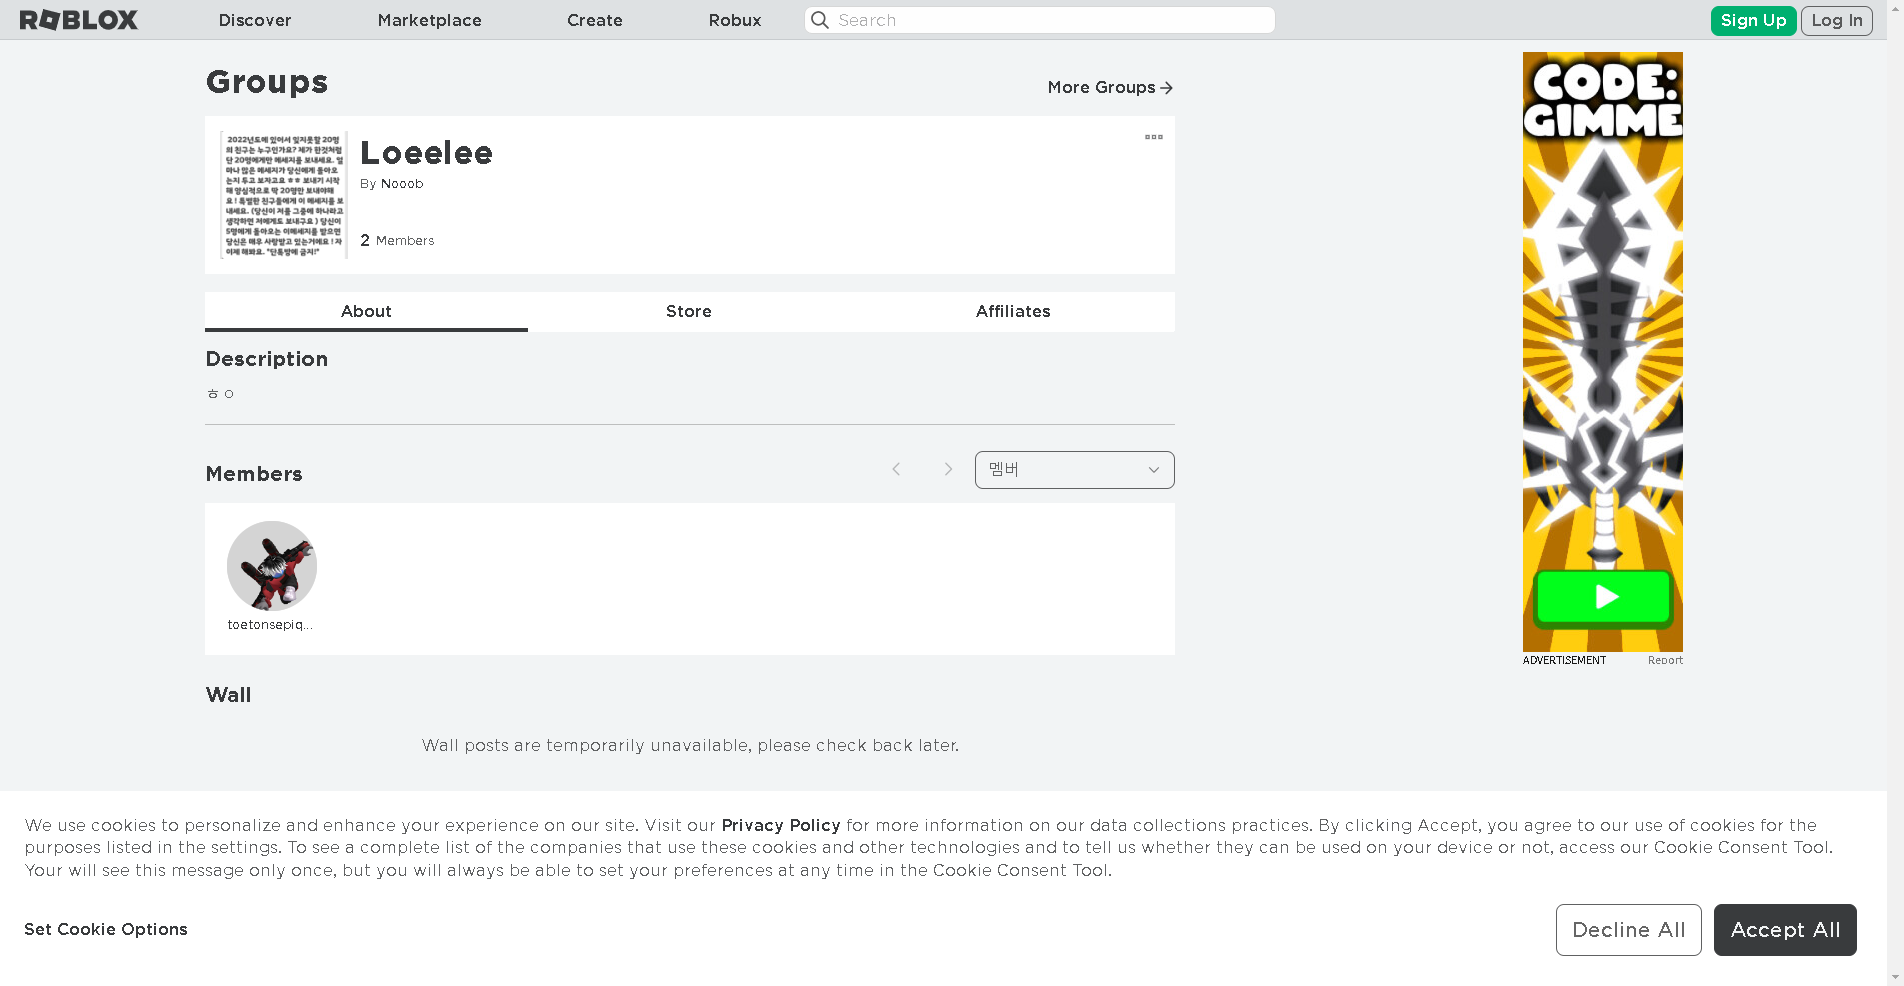 ROBLOX
Discover
Marketplace
Create
Robux
Search
Sign Up
Log In
Groups
More Groups
2022년도에 있어서 잊지못할 20명
의 친구는 누구인가요? 제가 한것처럼
단 20명에게만 메세지를 보내세요. 얼
마나 많은 메세지가 당신에게 돌아오
는지 두고 보자고요 ㅎㅎ 보내기 시작
해 양심적으로 딱 20명만 보내야해
요! 특별한 친구들에게 이 메세지를 보
내세요. (당신이 저를 그중에 하나라고
생각하면 저에게도 보내구요) 당신이
5명에게 돌아오는 이메세지를 받으면
당신은 매우 사랑받고 있는거에요! 자
이제 해봐요. "단톡방에 금지!"
Loeelee
By Nooob
2 Members
About
Store
Affiliates
Description
ㅎㅇ
Members
멤버
toetonsepiq...
Wall
Wall posts are temporarily unavailable, please check back later.
CODE:
GIMME
ADVERTISEMENT
Report
We use cookies to personalize and enhance your experience on our site. Visit our Privacy Policy for more information on our data collections practices. By clicking Accept, you agree to our use of cookies for the
purposes listed in the settings. To see a complete list of the companies that use these cookies and other technologies and to tell us whether they can be used on your device or not, access our Cookie Consent Tool.
Your will see this message only once, but you will always be able to set your preferences at any time in the Cookie Consent Tool.
Set Cookie Options
Decline All
Accept All